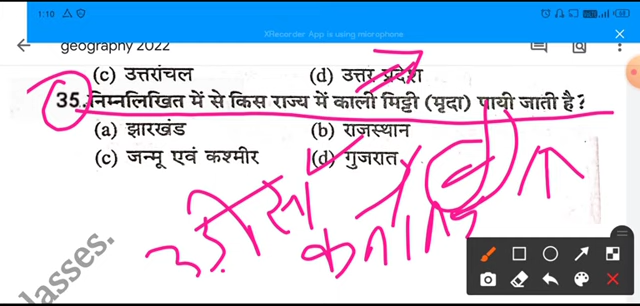 1:10
XRecorder App is using microphone
geography 2022
(c) उत्तरांचल (d) उत्तर प्रदेश
35. निम्नलिखित में से किस राज्य में काली मिट्टी (मृदा) पायी जाती है ?
(a) झारखंड (b) राजस्थान
(c) जम्मू एवं कश्मीर (d) गुजरात
उड़ीसा
lasses.